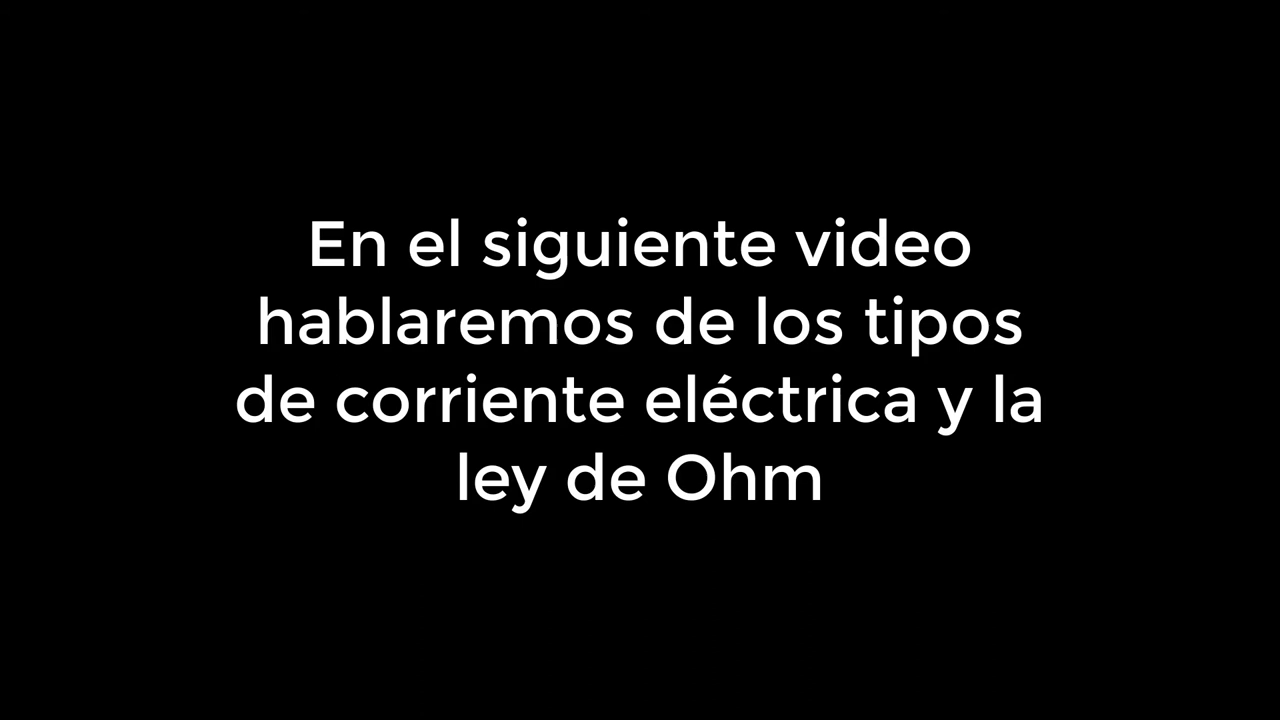 En el siguiente video
hablaremos de los tipos
de corriente eléctrica y la
ley de Ohm